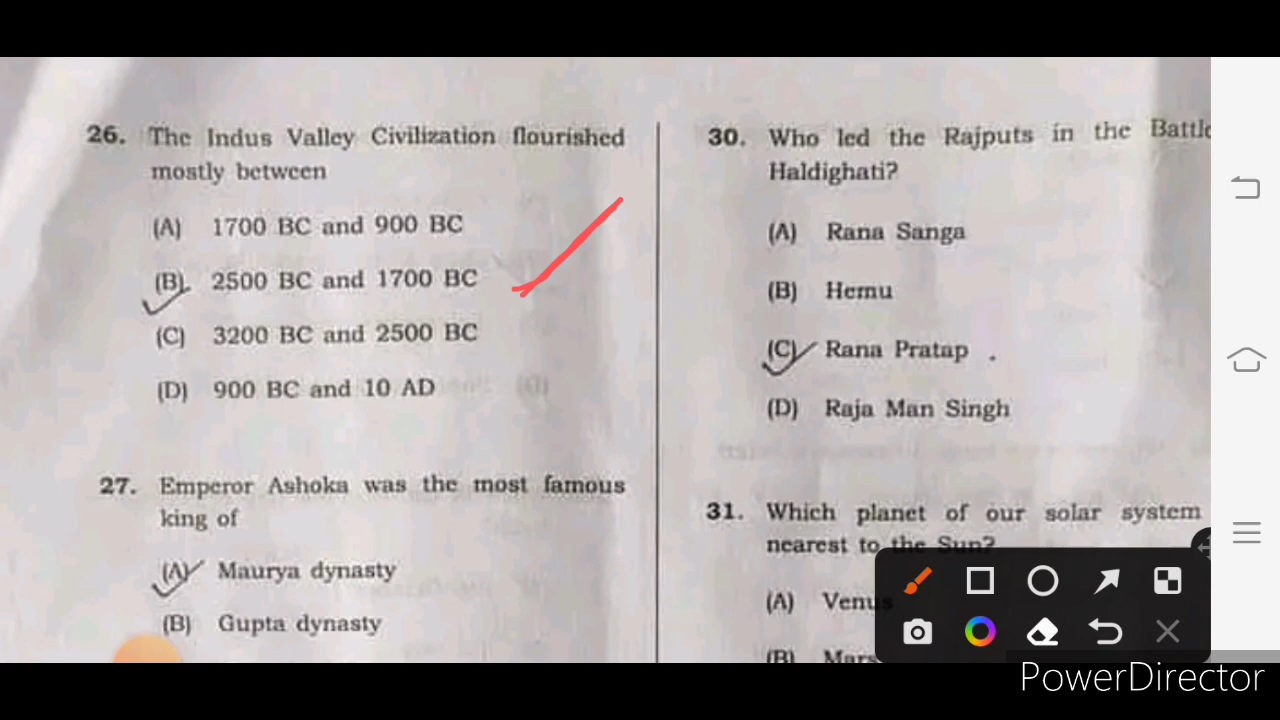 26. The Indus Valley Civilization flourished
mostly between
(A) 1700 BC and 900 BC
(B) 2500 BC and 1700 BC
(C) 3200 BC and 2500 BC
(D) 900 BC and 10 AD
27. Emperor Ashoka was the most famous
king of
(A) Maurya dynasty
(B) Gupta dynasty
30. Who led the Rajputs in the Battle
Haldighati?
(A) Rana Sanga
(B) Hemu
(C) Rana Pratap
(D) Raja Man Singh
31. Which planet of our solar system
nearest to the Sun?
(A) Venus
(B) Mars
PowerDirector